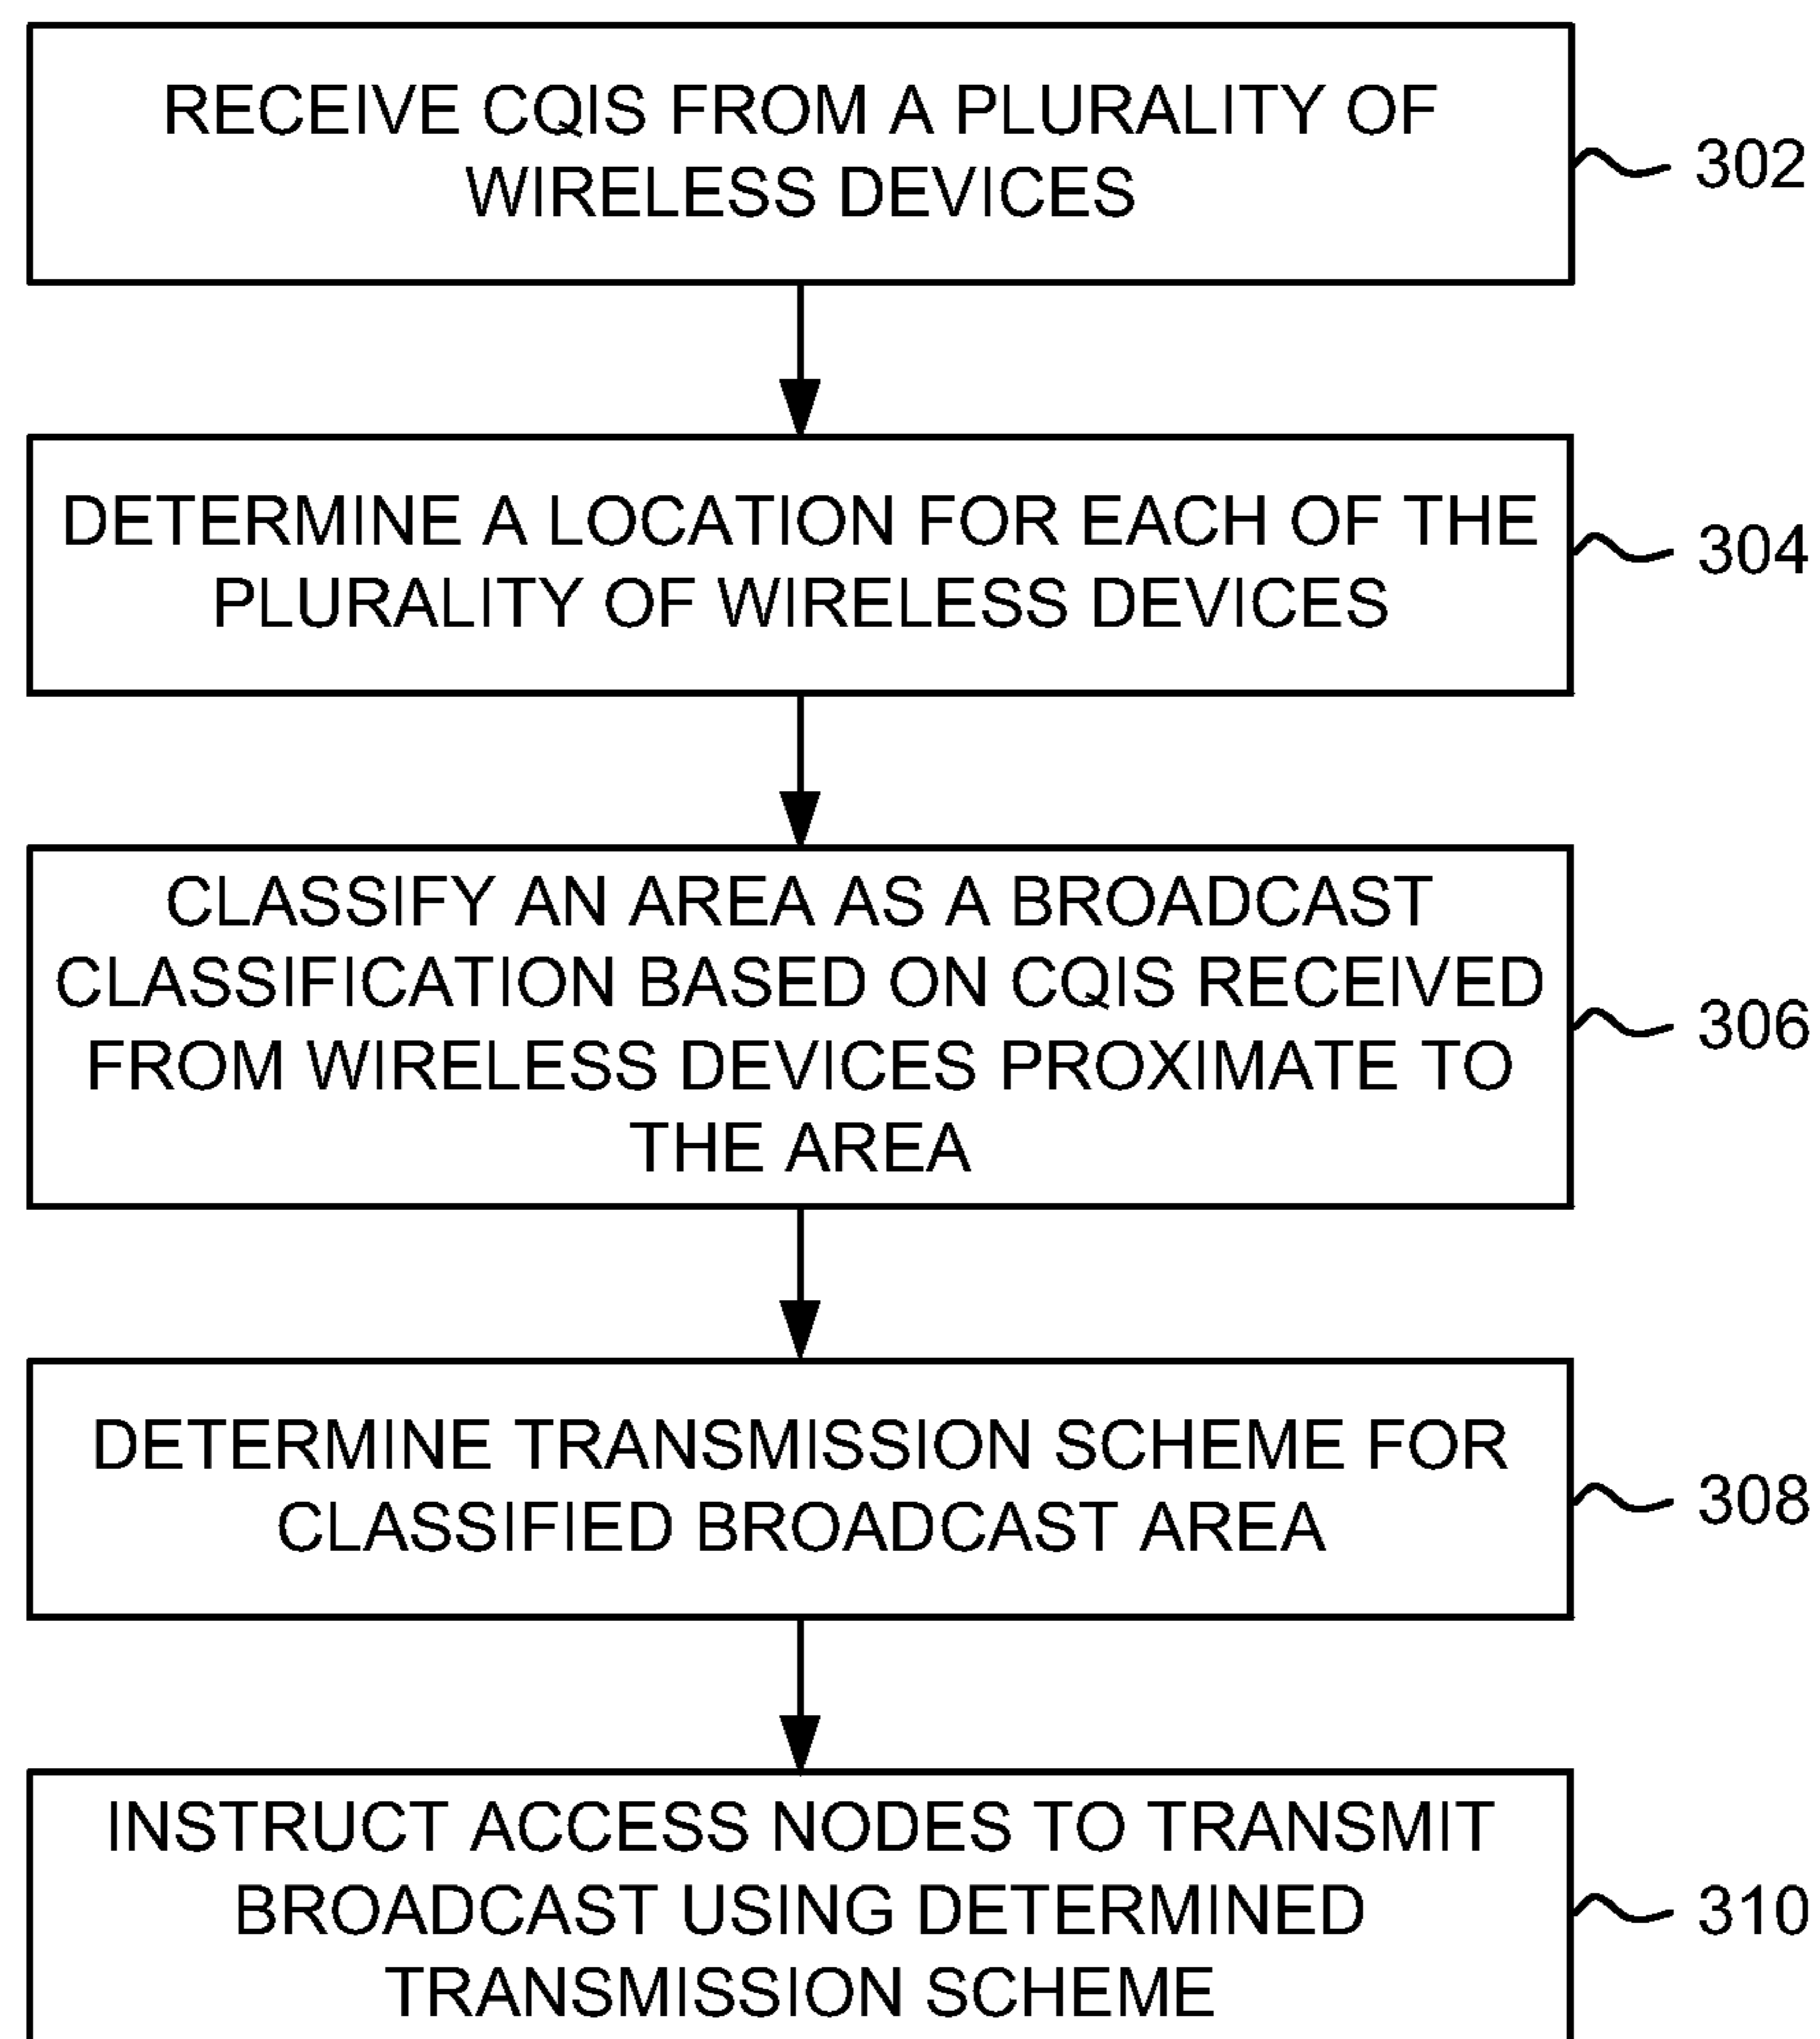 RECEIVE CQIS FROM A PLURALITY OF
WIRELESS DEVICES
302
DETERMINE A LOCATION FOR EACH OF THE
PLURALITY OF WIRELESS DEVICES
304
CLASSIFY AN AREA AS A BROADCAST
CLASSIFICATION BASED ON CQIS RECEIVED
FROM WIRELESS DEVICES PROXIMATE TO
THE AREA
306
DETERMINE TRANSMISSION SCHEME FOR
CLASSIFIED BROADCAST AREA
308
INSTRUCT ACCESS NODES TO TRANSMIT
BROADCAST USING DETERMINED
TRANSMISSION SCHEME
310